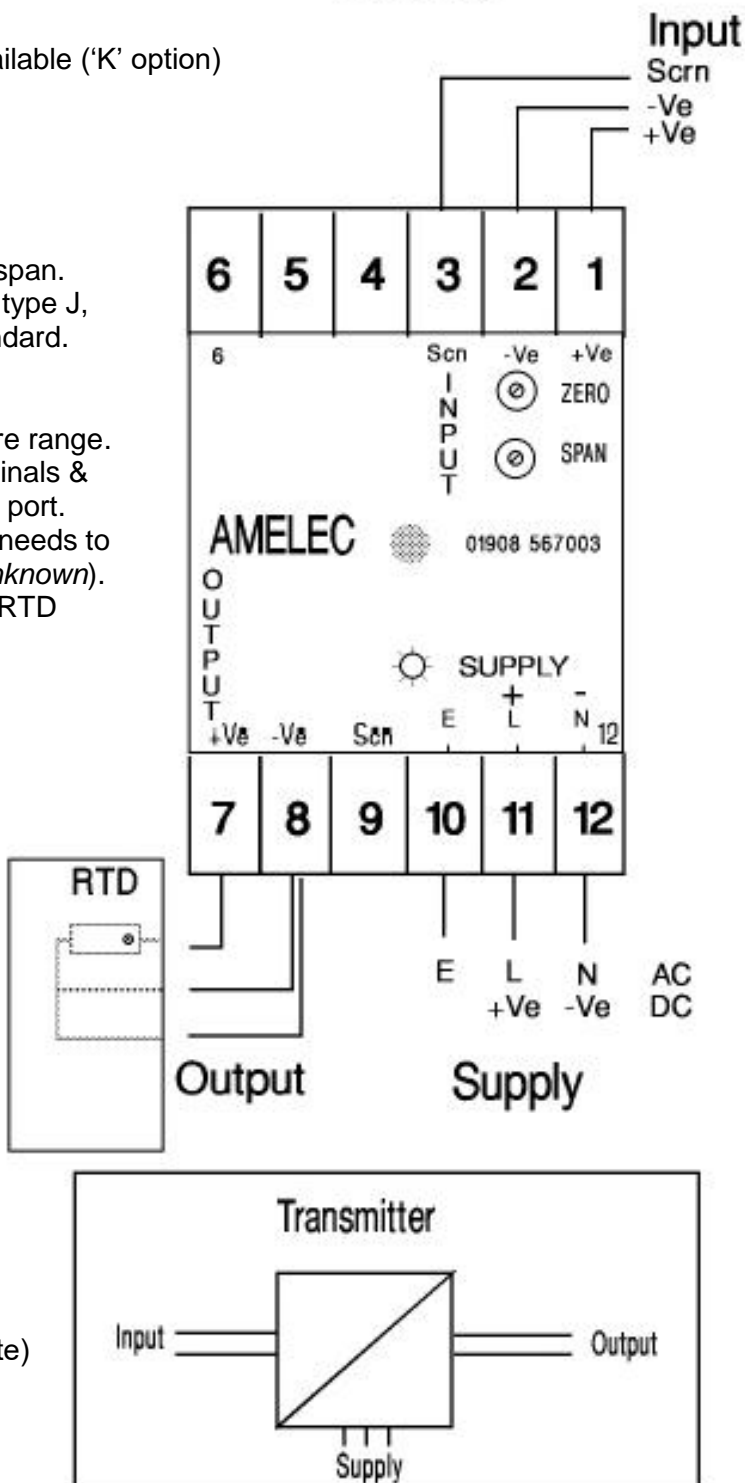 Input
ailable (‘K’ option)
Scrn
-Ve
+Ve
span.
type J,
ndard.
re range.
inals &
port.
needs to
nknown).
RTD
6 5 4 3 2 1
6 Scn -Ve +Ve
INPUT
ZERO
SPAN
AMELEC 01908 567003
OUTPUT
SUPPLY
+ -
E L N
+Ve -Ve Scn 12
7 8 9 10 11 12
RTD
E L N AC
+Ve -Ve DC
Output Supply
Transmitter
Input Output
te)
Supply